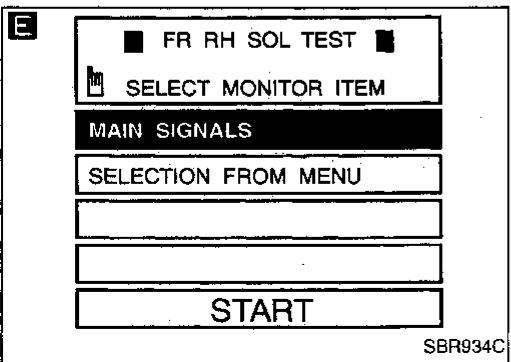 E
FR RH SOL TEST
SELECT MONITOR ITEM
MAIN SIGNALS
SELECTION FROM MENU
START
SBR934C